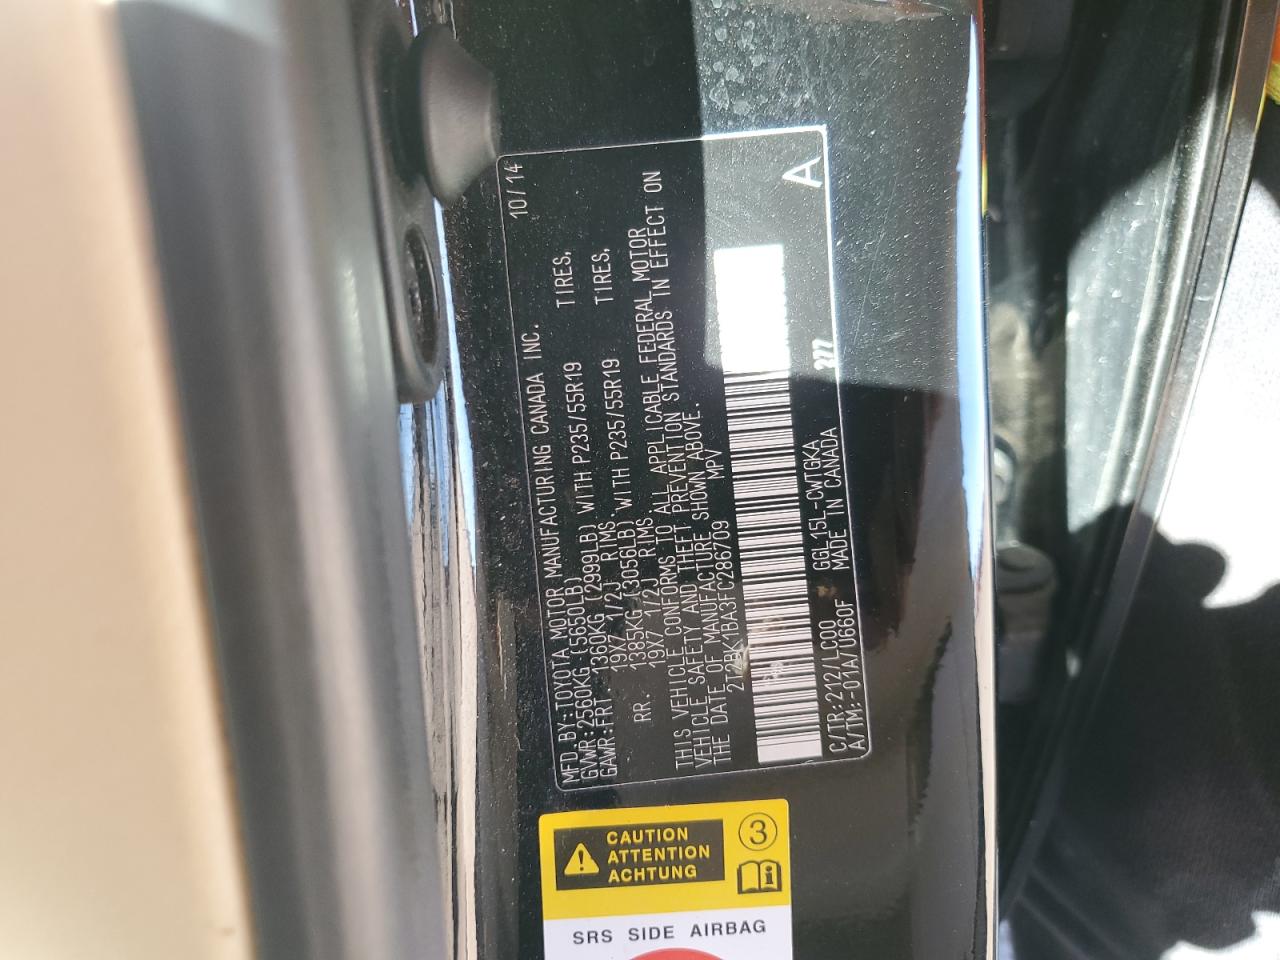 10/14
MFD.BY:TOYOTA MOTOR MANUFACTURING CANADA INC.
GVWR:2560KG (5650LB)
GAWR:FRT. 1360KG (2999LB) WITH P235/55R19 TIRES,
19X7 1/2J RIMS
RR. 1385KG (3056LB) WITH P235/55R19 TIRES,
19X7 1/2J RIMS
THIS VEHICLE CONFORMS TO ALL APPLICABLE FEDERAL MOTOR
VEHICLE SAFETY AND THEFT PREVENTION STANDARDS IN EFFECT ON
THE DATE OF MANUFACTURE SHOWN ABOVE.
2T2BK1BA3FC286709 MPV
C/TR:212/LC00 GGL15L-CWTGKA
A/TM:-01A/U660F MADE IN CANADA
277
A
CAUTION
ATTENTION
ACHTUNG
3
SRS SIDE AIRBAG